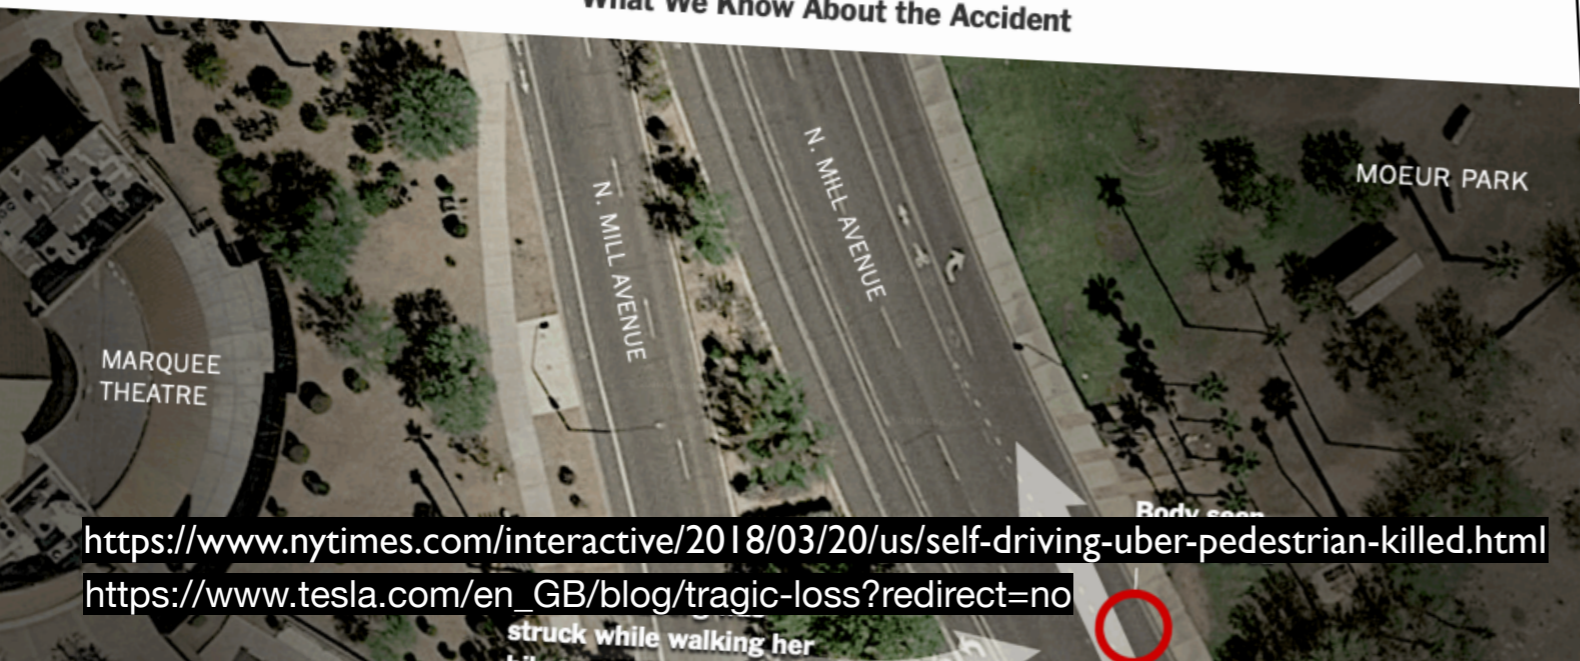 What We Know About the Accident
N. MILL AVENUE
N. MILL AVENUE
MOEUR PARK
MARQUEE
THEATRE
Body seen
https://www.nytimes.com/interactive/2018/03/20/us/self-driving-uber-pedestrian-killed.html
https://www.tesla.com/en_GB/blog/tragic-loss?redirect=no
struck while walking her